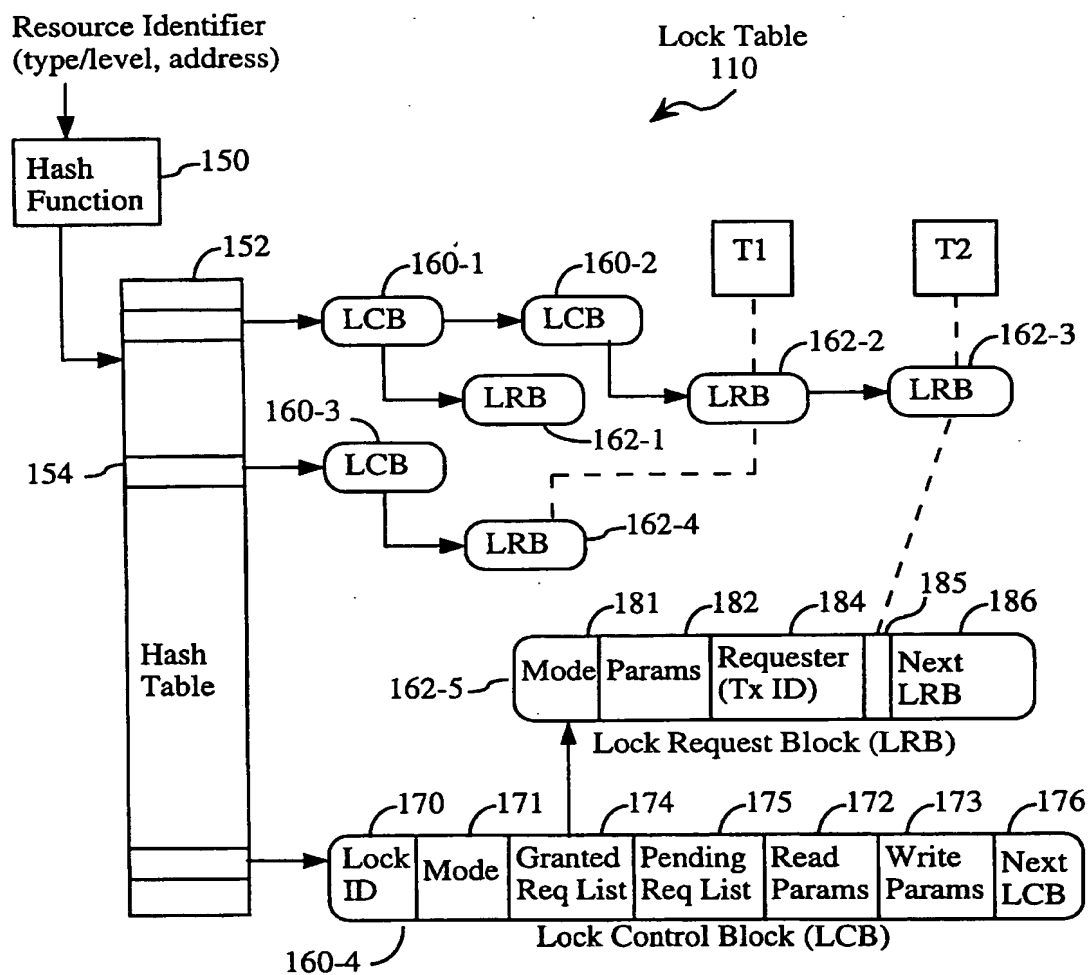 Resource Identifier
(type/level, address)
Lock Table
110
Hash
Function
150
152
160-1
160-2
T1
T2
LCB
LCB
162-2
162-3
LRB
LRB
LRB
160-3
162-1
154
LCB
LRB
162-4
181
182
184
185
186
Hash
Table
Mode
Params
Requester
(Tx ID)
Next
LRB
162-5
Lock Request Block (LRB)
170
171
174
175
172
173
176
Lock
ID
Mode
Granted
Req List
Pending
Req List
Read
Params
Write
Params
Next
LCB
Lock Control Block (LCB)
160-4